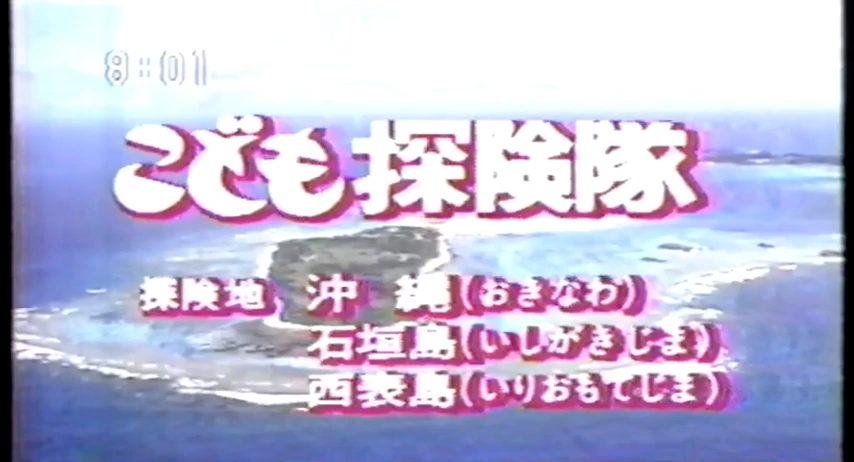 8:01
こども探険隊
探険地 沖縄(おきなわ)
石垣島(いしがきじま)
西表島(いりおもてじま)